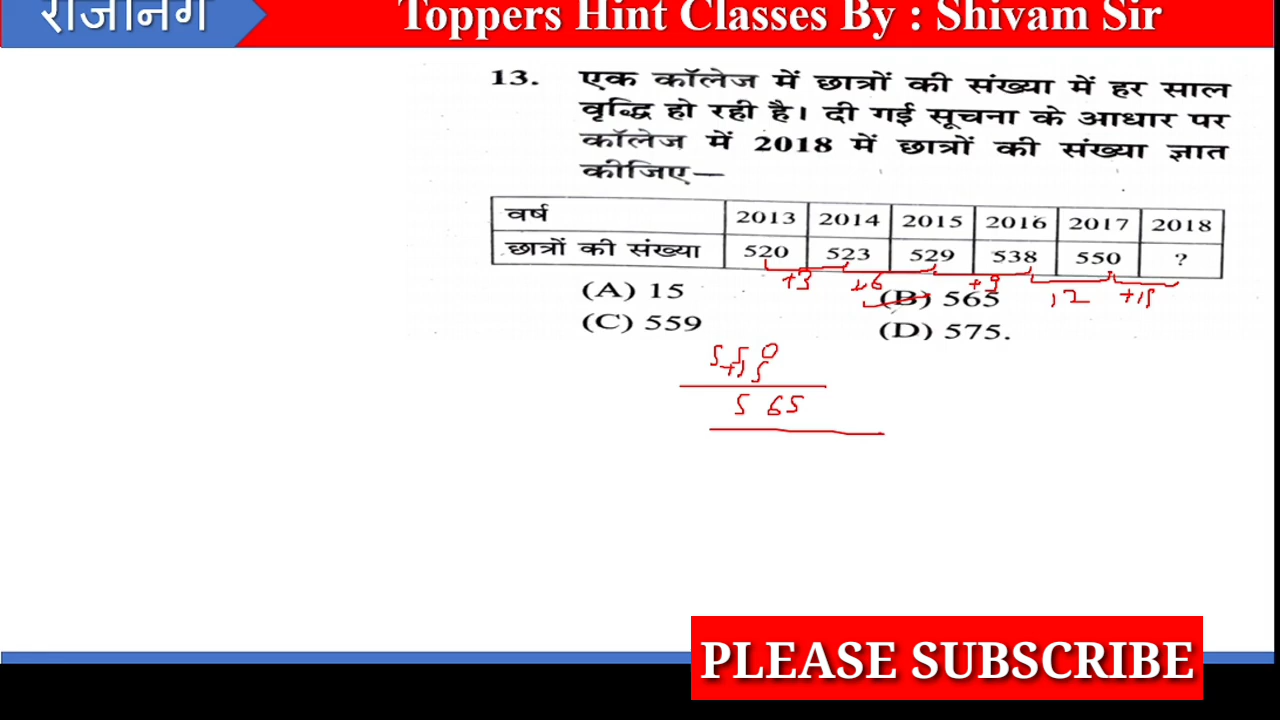 रीजनिंग
Toppers Hint Classes By : Shivam Sir
13. एक कॉलेज में छात्रों की संख्या में हर साल
वृद्धि हो रही है। दी गई सूचना के आधार पर
कॉलेज में 2018 में छात्रों की संख्या ज्ञात
कीजिए—
वर्ष 2013 2014 2015 2016 2017 2018
छात्रों की संख्या 520 523 529 538 550 ?
+3 +6 +9 12 +15
(A) 15 (B) 565
(C) 559 (D) 575.
550
+15
565
PLEASE SUBSCRIBE